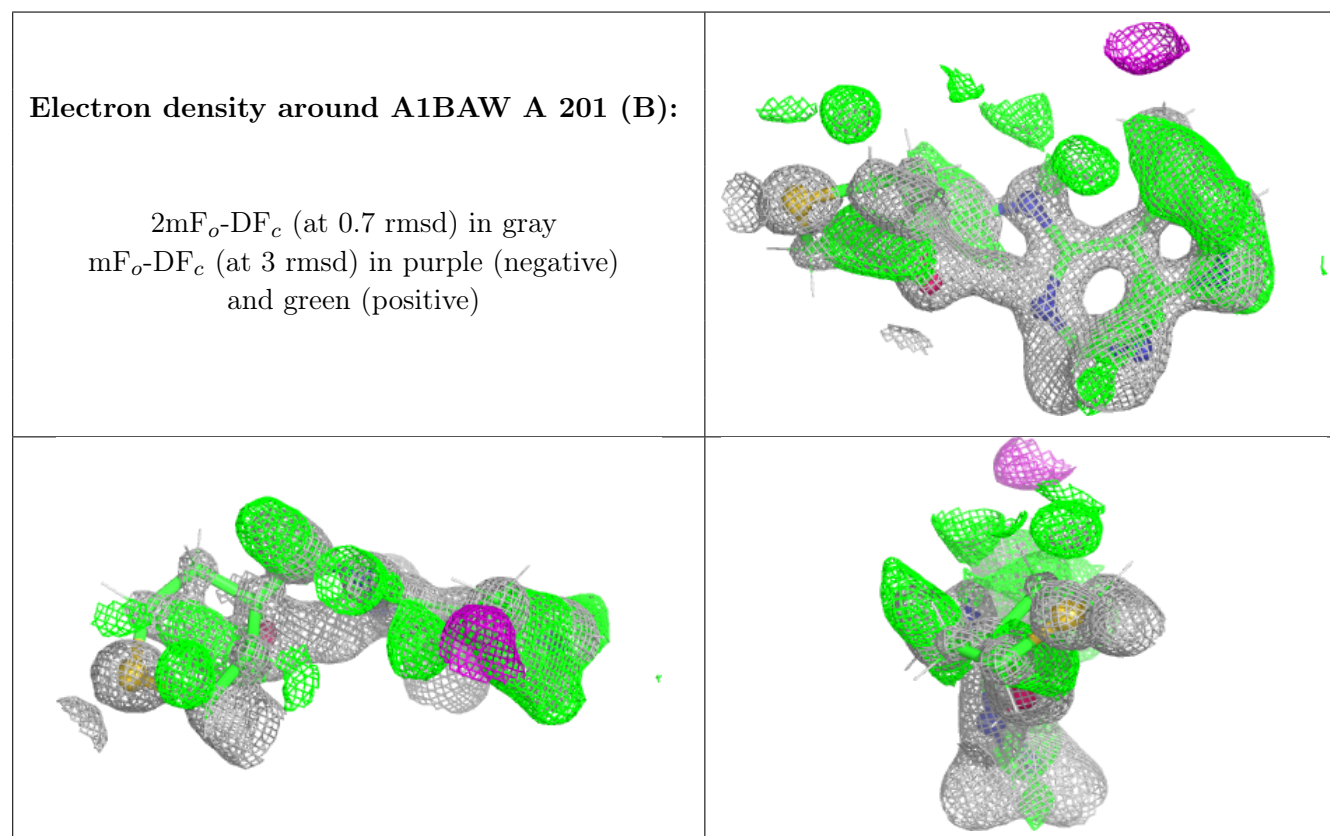 Electron density around A1BAW A 201 (B):
2mFo-DFc (at 0.7 rmsd) in gray
mFo-DFc (at 3 rmsd) in purple (negative)
and green (positive)